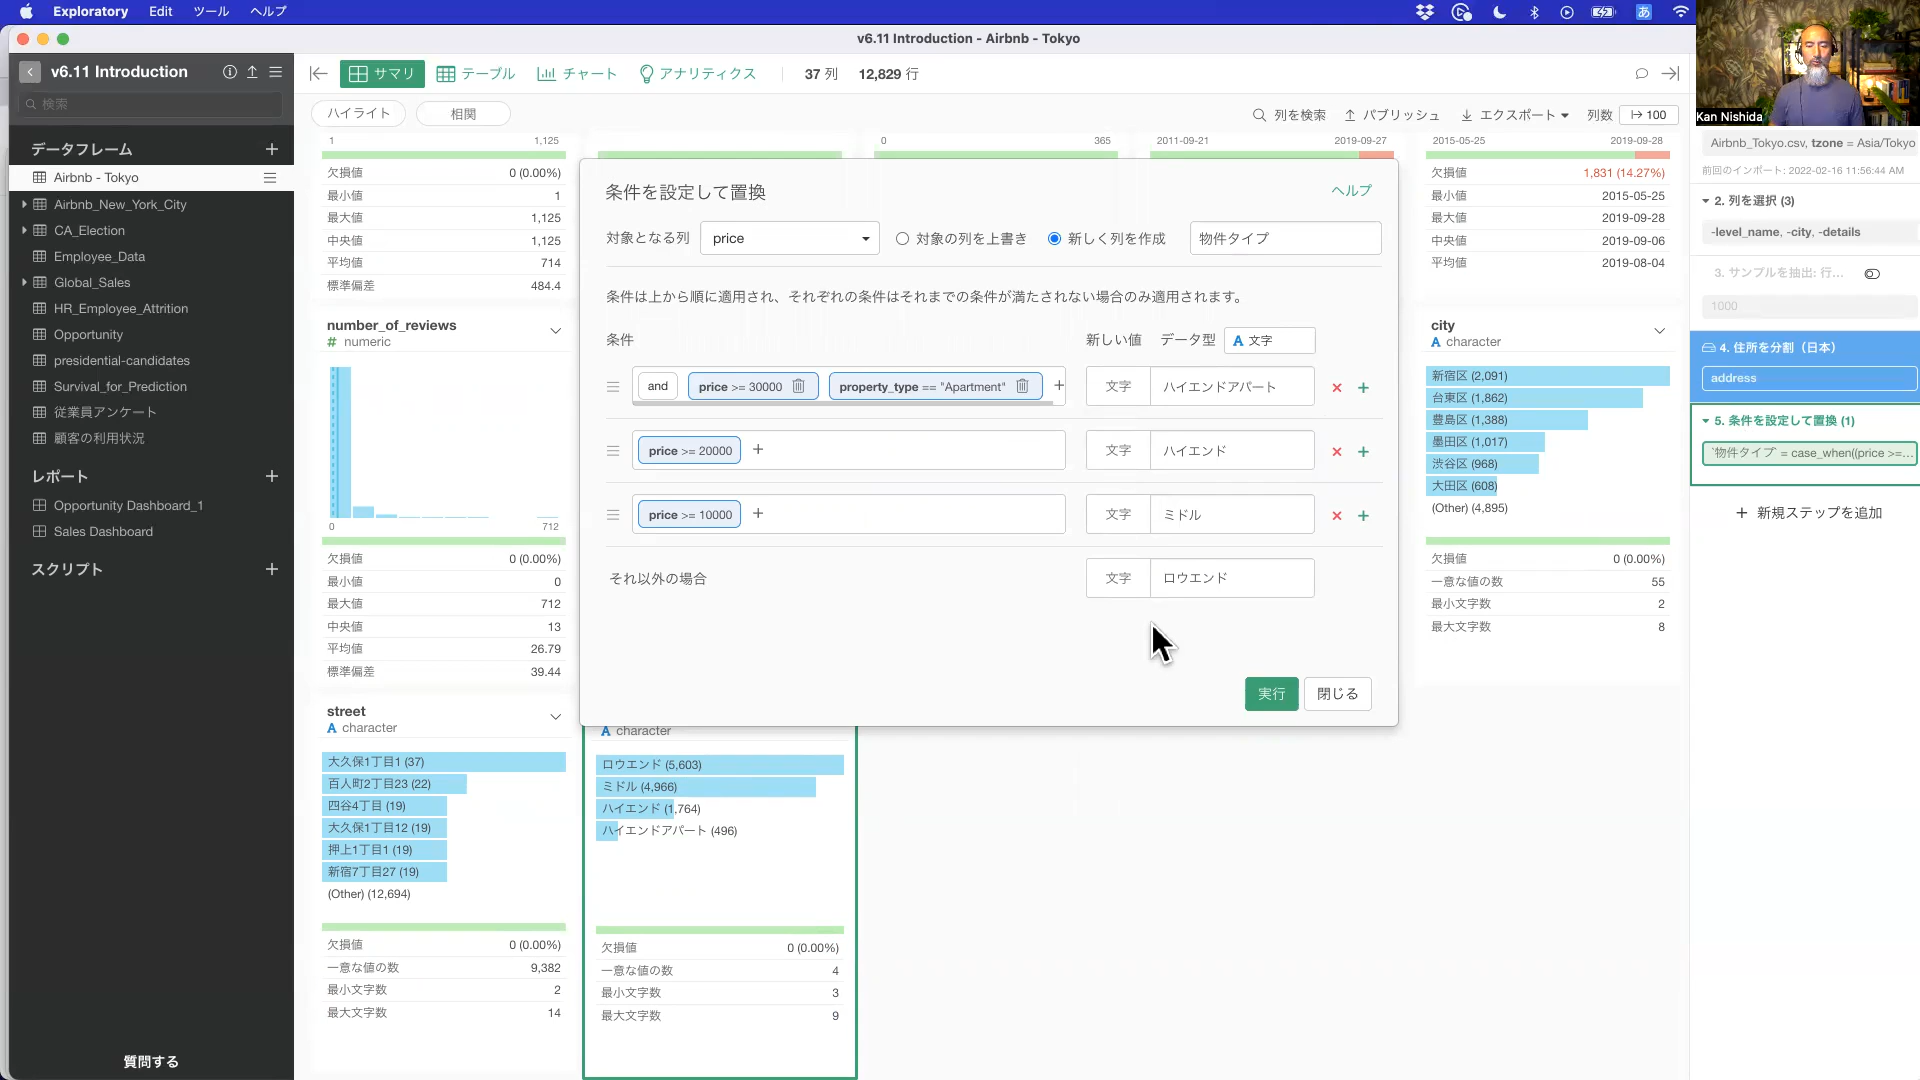 Exploratory Edit ツール ヘルプ
あ
v6.11 Introduction - Airbnb - Tokyo
v6.11 Introduction
検索
データフレーム
Airbnb - Tokyo
Airbnb_New_York_City
CA_Election
Employee_Data
Global_Sales
HR_Employee_Attrition
Opportunity
presidential-candidates
Survival_for_Prediction
従業員アンケート
顧客の利用状況
レポート
Opportunity Dashboard_1
Sales Dashboard
スクリプト
質問する
サマリ テーブル チャート アナリティクス 37 列 12,829 行
ハイライト 相関 列を検索 パブリッシュ エクスポート 列数 100
1 1,125
欠損値 0 (0.00%)
最小値 1
最大値 1,125
中央値 1,125
平均値 714
標準偏差 484.4
0 365
2011-09-21 2019-09-27
2015-05-25 2019-09-28
欠損値 1,831 (14.27%)
最小値 2015-05-25
最大値 2019-09-28
中央値 2019-09-06
平均値 2019-08-04
number_of_reviews
# numeric
0 712
欠損値 0 (0.00%)
最小値 0
最大値 712
中央値 13
平均値 26.79
標準偏差 39.44
street
A character
大久保1丁目1 (37)
百人町2丁目23 (22)
四谷4丁目 (19)
大久保1丁目12 (19)
押上1丁目1 (19)
新宿7丁目27 (19)
(Other) (12,694)
欠損値 0 (0.00%)
一意な値の数 9,382
最小文字数 2
最大文字数 14
条件を設定して置換 ヘルプ
対象となる列 price 対象の列を上書き 新しく列を作成 物件タイプ
条件は上から順に適用され、それぞれの条件はそれまでの条件が満たされない場合のみ適用されます。
条件 新しい値 データ型 A 文字
and price >= 30000 property_type == "Apartment" + 文字 ハイエンドアパート
price >= 20000 + 文字 ハイエンド
price >= 10000 + 文字 ミドル
それ以外の場合 文字 ロウエンド
実行 閉じる
A character
ロウエンド (5,603)
ミドル (4,966)
ハイエンド (1,764)
ハイエンドアパート (496)
欠損値 0 (0.00%)
一意な値の数 4
最小文字数 3
最大文字数 9
city
A character
新宿区 (2,091)
台東区 (1,862)
豊島区 (1,388)
墨田区 (1,017)
渋谷区 (968)
大田区 (608)
(Other) (4,895)
欠損値 0 (0.00%)
一意な値の数 55
最小文字数 2
最大文字数 8
Kan Nishida
Airbnb_Tokyo.csv, tzone = Asia/Tokyo
前回のインポート: 2022-02-16 11:56:44 AM
2. 列を選択 (3)
-level_name, -city, -details
3. サンプルを抽出: 行...
1000
4. 住所を分割（日本）
address
5. 条件を設定して置換 (1)
`物件タイプ` = case_when((price >=...
+ 新規ステップを追加